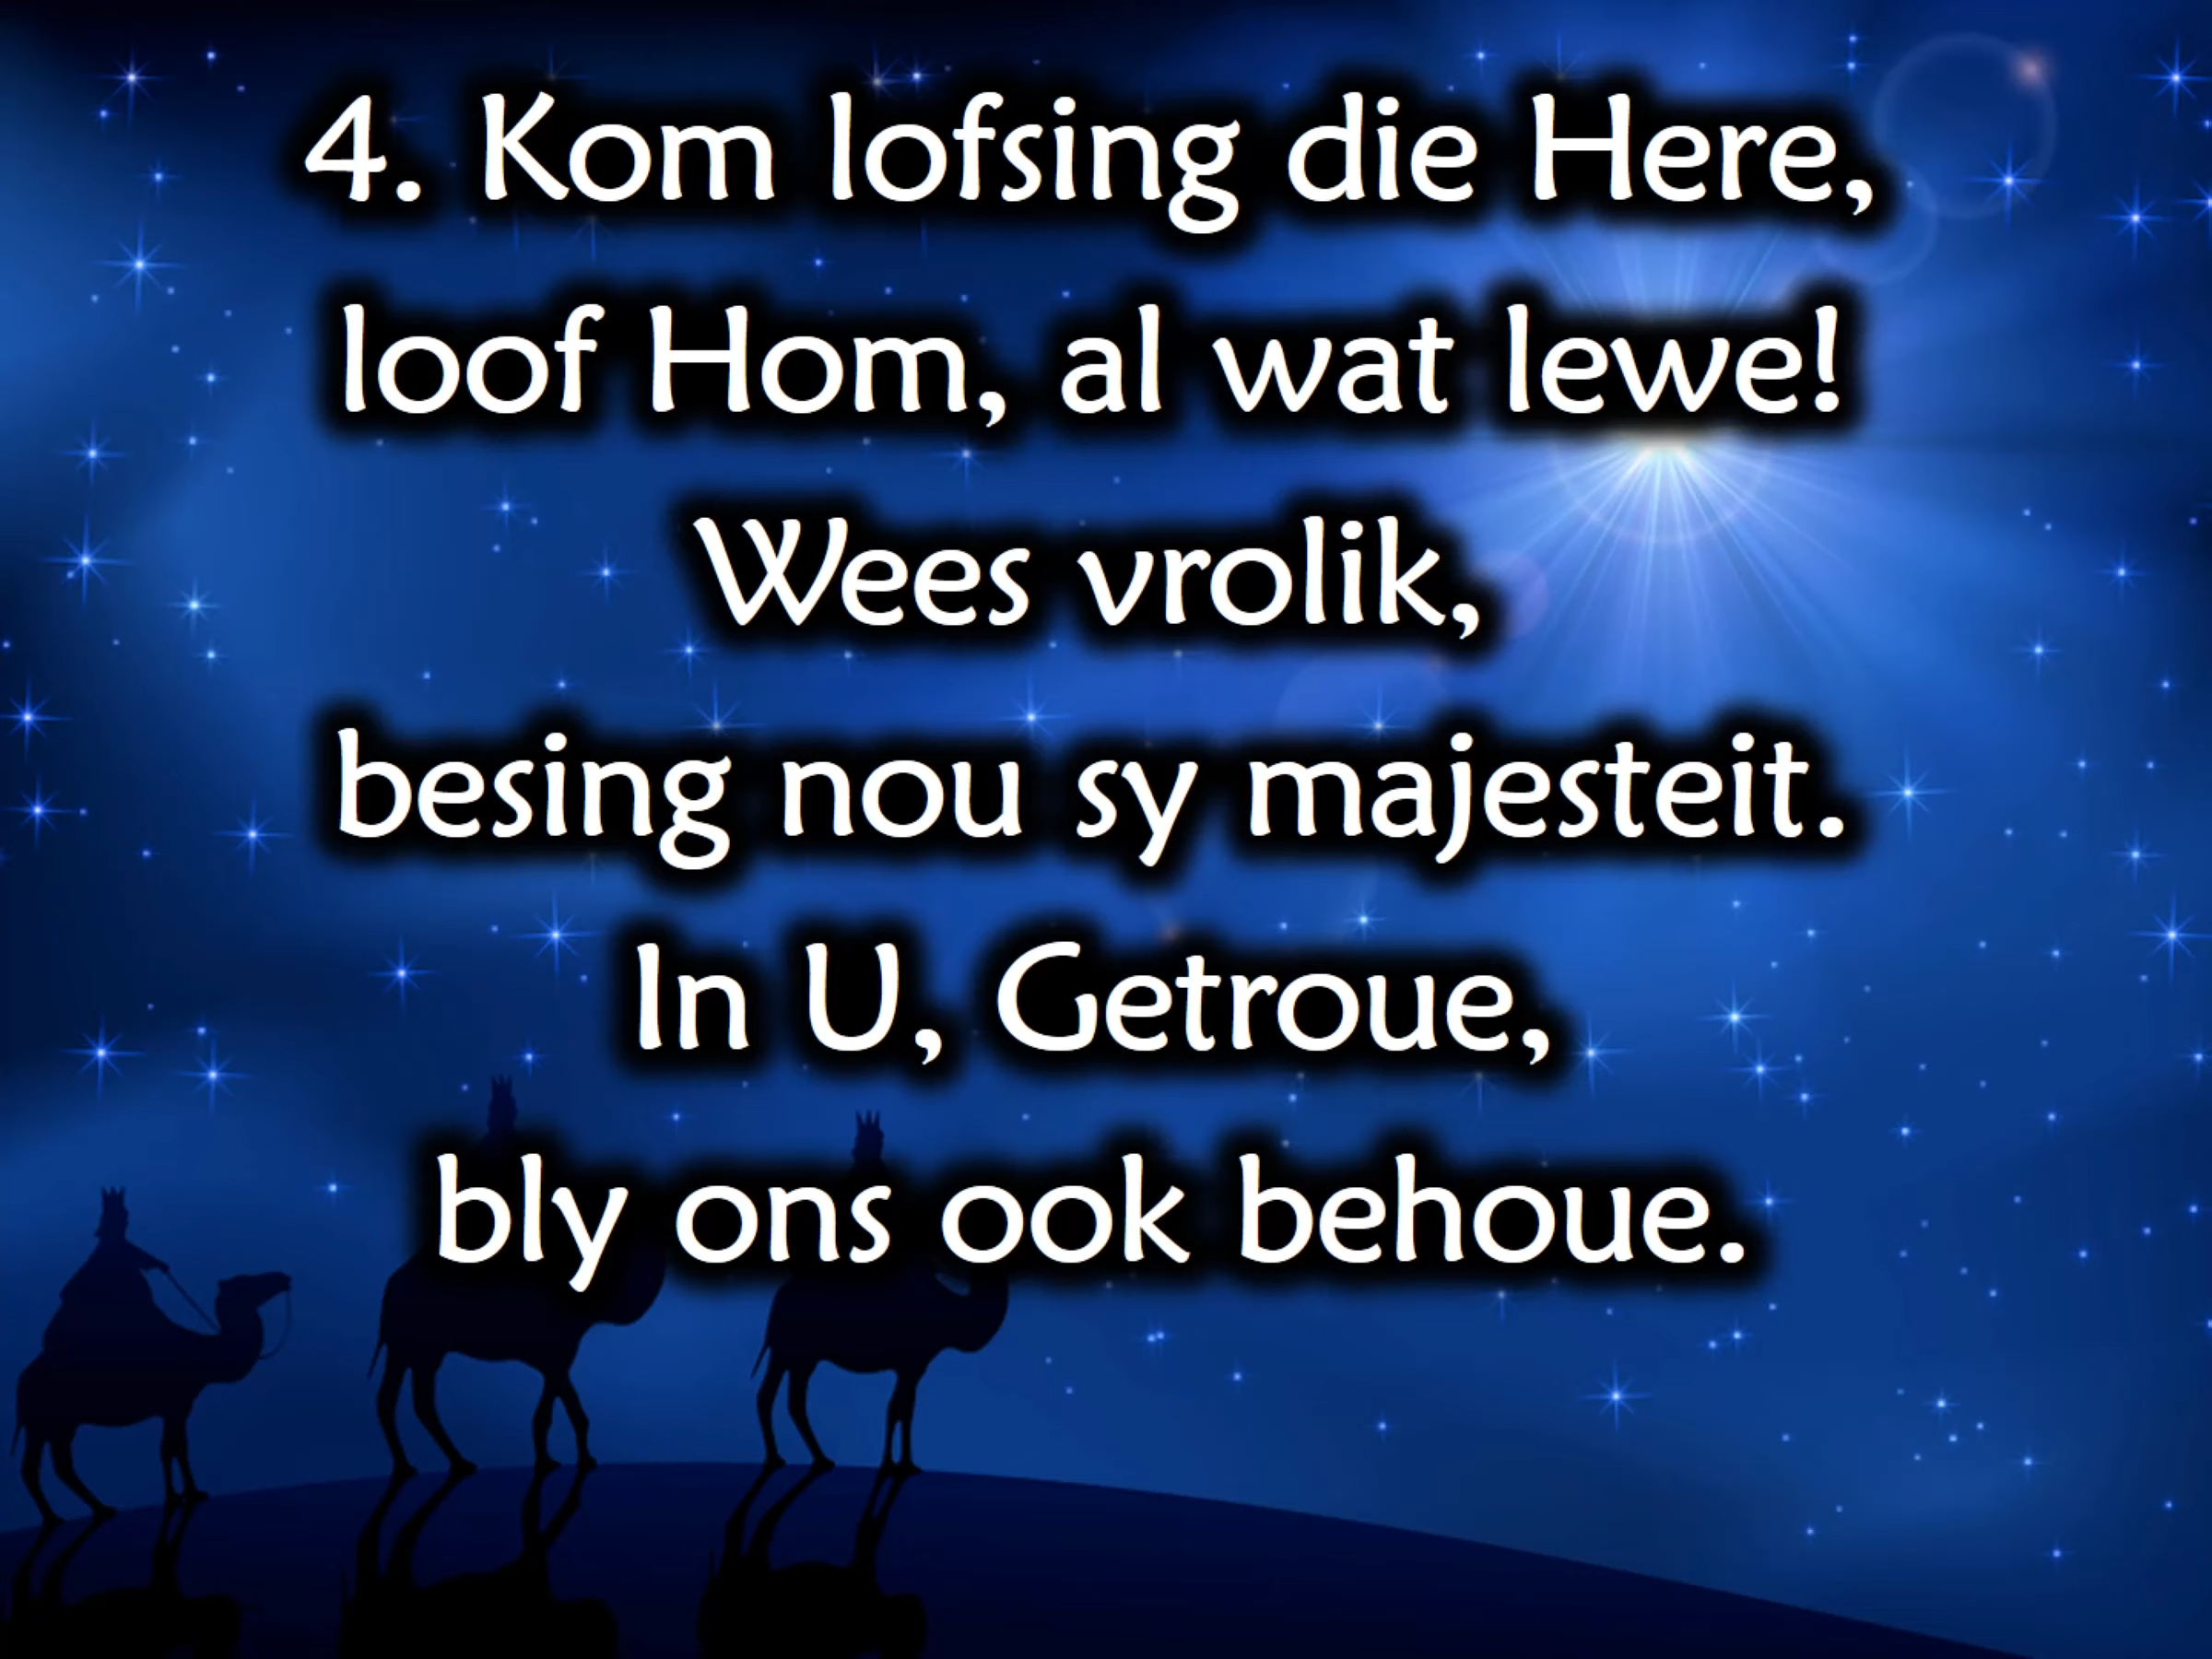 4. Kom lofsing die Here,
loof Hom, al wat lewe!
Wees vrolik,
besing nou sy majesteit.
In U, Getroue,
bly ons ook behoue.